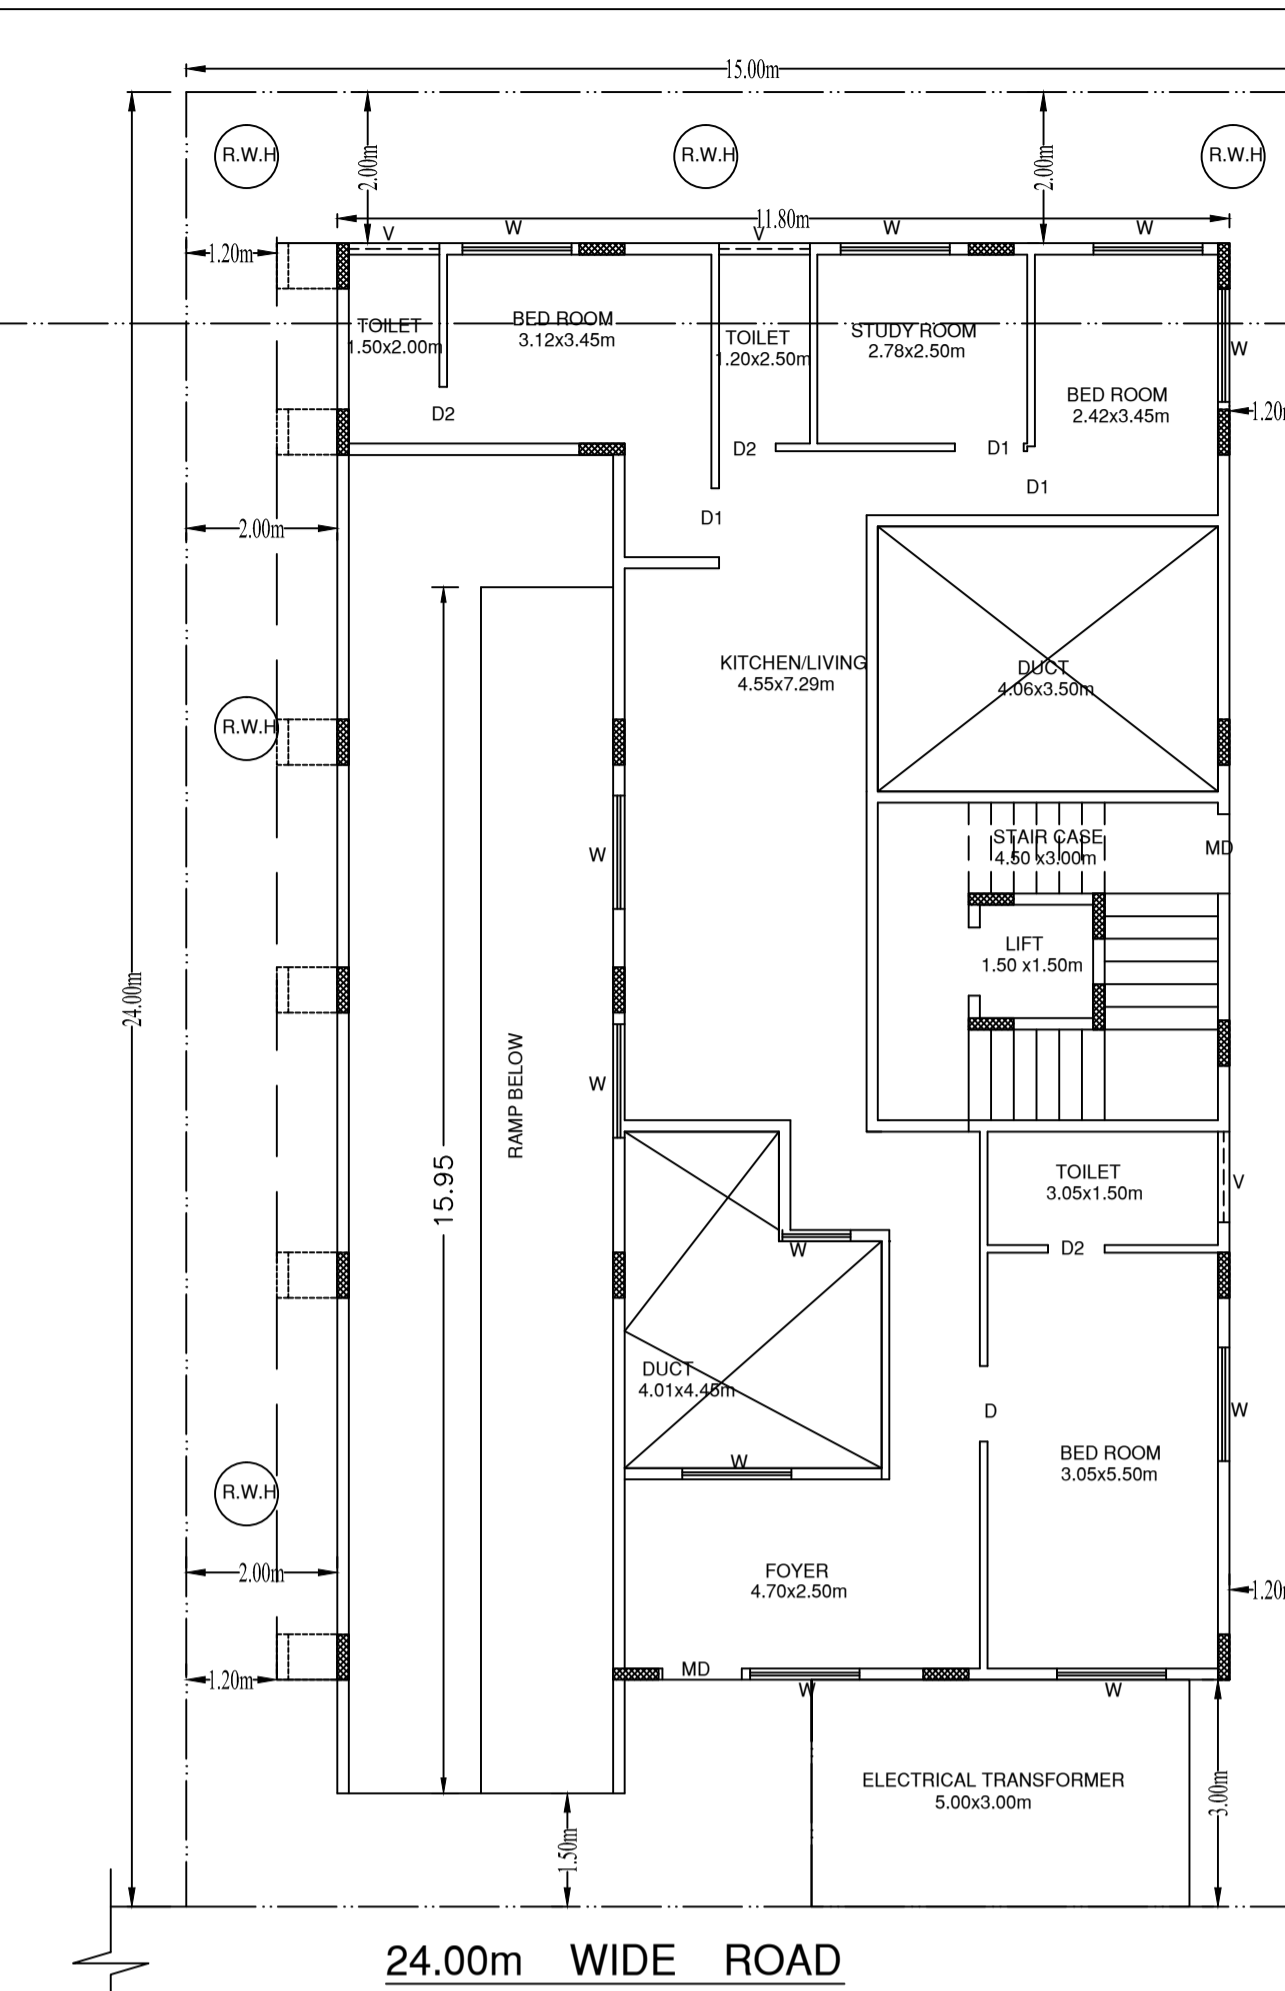 15.00m
R.W.H
R.W.H
R.W.H
2.00m
2.00m
11.80m
V
W
V
W
W
1.20m
TOILET
1.50x2.00m
BED ROOM
3.12x3.45m
TOILET
1.20x2.50m
STUDY ROOM
2.78x2.50m
W
BED ROOM
2.42x3.45m
1.20
D2
D2
D1
D1
D1
2.00m
KITCHEN/LIVING
4.55x7.29m
DUCT
4.06x3.50m
R.W.H
STAIR CASE
4.50 x3.00m
MD
W
LIFT
1.50 x1.50m
24.00m
W
RAMP BELOW
15.95
TOILET
3.05x1.50m
V
D2
W
DUCT
4.01x4.45m
D
W
BED ROOM
3.05x5.50m
W
R.W.H
2.00m
FOYER
4.70x2.50m
1.20
1.20m
MD
W
W
ELECTRICAL TRANSFORMER
5.00x3.00m
3.00m
1.50m
24.00m WIDE ROAD